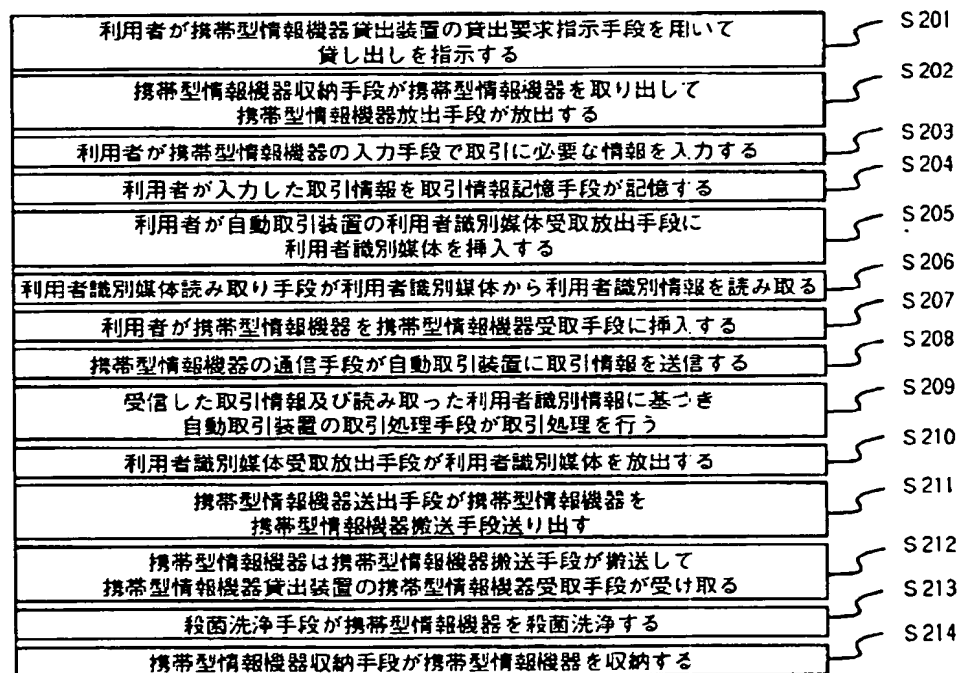 利用者が携帯型情報機器貸出装置の貸出要求指示手段を用いて
貸し出しを指示する
S201
携帯型情報機器収納手段が携帯型情報機器を取り出して
携帯型情報機器放出手段が放出する
S202
利用者が携帯型情報機器の入力手段で取引に必要な情報を入力する
S203
利用者が入力した取引情報を取引情報記憶手段が記憶する
S204
利用者が自動取引装置の利用者識別媒体受取放出手段に
利用者識別媒体を挿入する
S205
利用者識別媒体読み取り手段が利用者識別媒体から利用者識別情報を読み取る
S206
利用者が携帯型情報機器を携帯型情報機器受取手段に挿入する
S207
携帯型情報機器の通信手段が自動取引装置に取引情報を送信する
S208
受信した取引情報及び読み取った利用者識別情報に基づき
自動取引装置の取引処理手段が取引処理を行う
S209
利用者識別媒体受取放出手段が利用者識別媒体を放出する
S210
携帯型情報機器送出手段が携帯型情報機器を
携帯型情報機器搬送手段送り出す
S211
携帯型情報機器は携帯型情報機器搬送手段が搬送して
携帯型情報機器貸出装置の携帯型情報機器受取手段が受け取る
S212
殺菌洗浄手段が携帯型情報機器を殺菌洗浄する
S213
携帯型情報機器収納手段が携帯型情報機器を収納する
S214